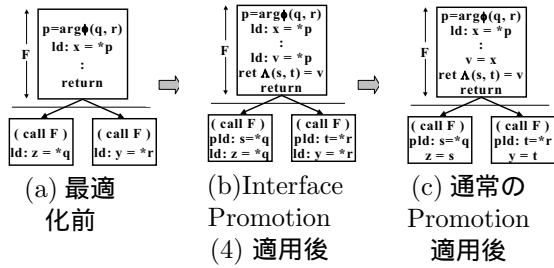 F
p=argϕ(q, r)
ld: x = *p
:
return
( call F )
ld: z = *q
( call F )
ld: y = *r
(a) 最適
化前
F
p=argϕ(q, r)
ld: x = *p
:
ld: v = *p
ret Λ(s, t) = v
return
( call F )
pld: s=*q
ld: z = *q
( call F )
pld: t=*r
ld: y = *r
(b)Interface
Promotion
(4) 適用後
F
p=argϕ(q, r)
ld: x = *p
:
v = x
ret Λ(s, t) = v
return
( call F )
pld: s=*q
z = s
( call F )
pld: t=*r
y = t
(c) 通常の
Promotion
適用後